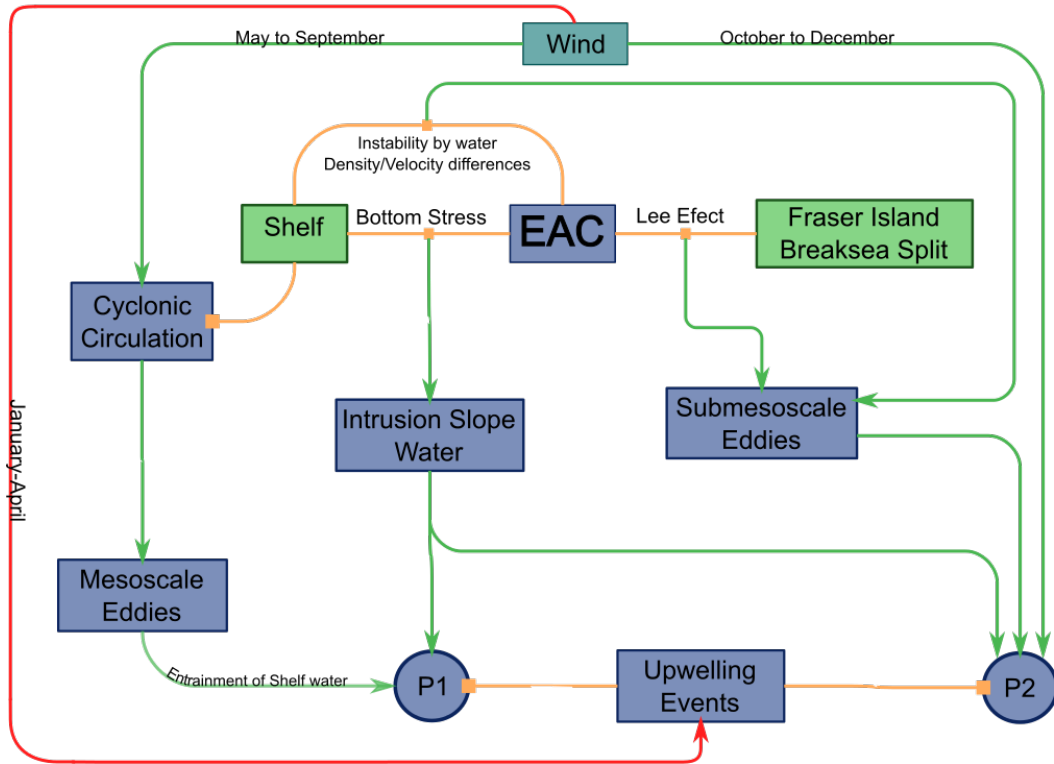 May to September
Wind
October to December
Instability by water
Density/Velocity differences
Shelf
Bottom Stress
EAC
Lee Efect
Fraser Island
Breaksea Split
Cyclonic
Circulation
January-April
Intrusion Slope
Water
Submesoscale
Eddies
Mesoscale
Eddies
Entrainment of Shelf water
P1
Upwelling
Events
P2